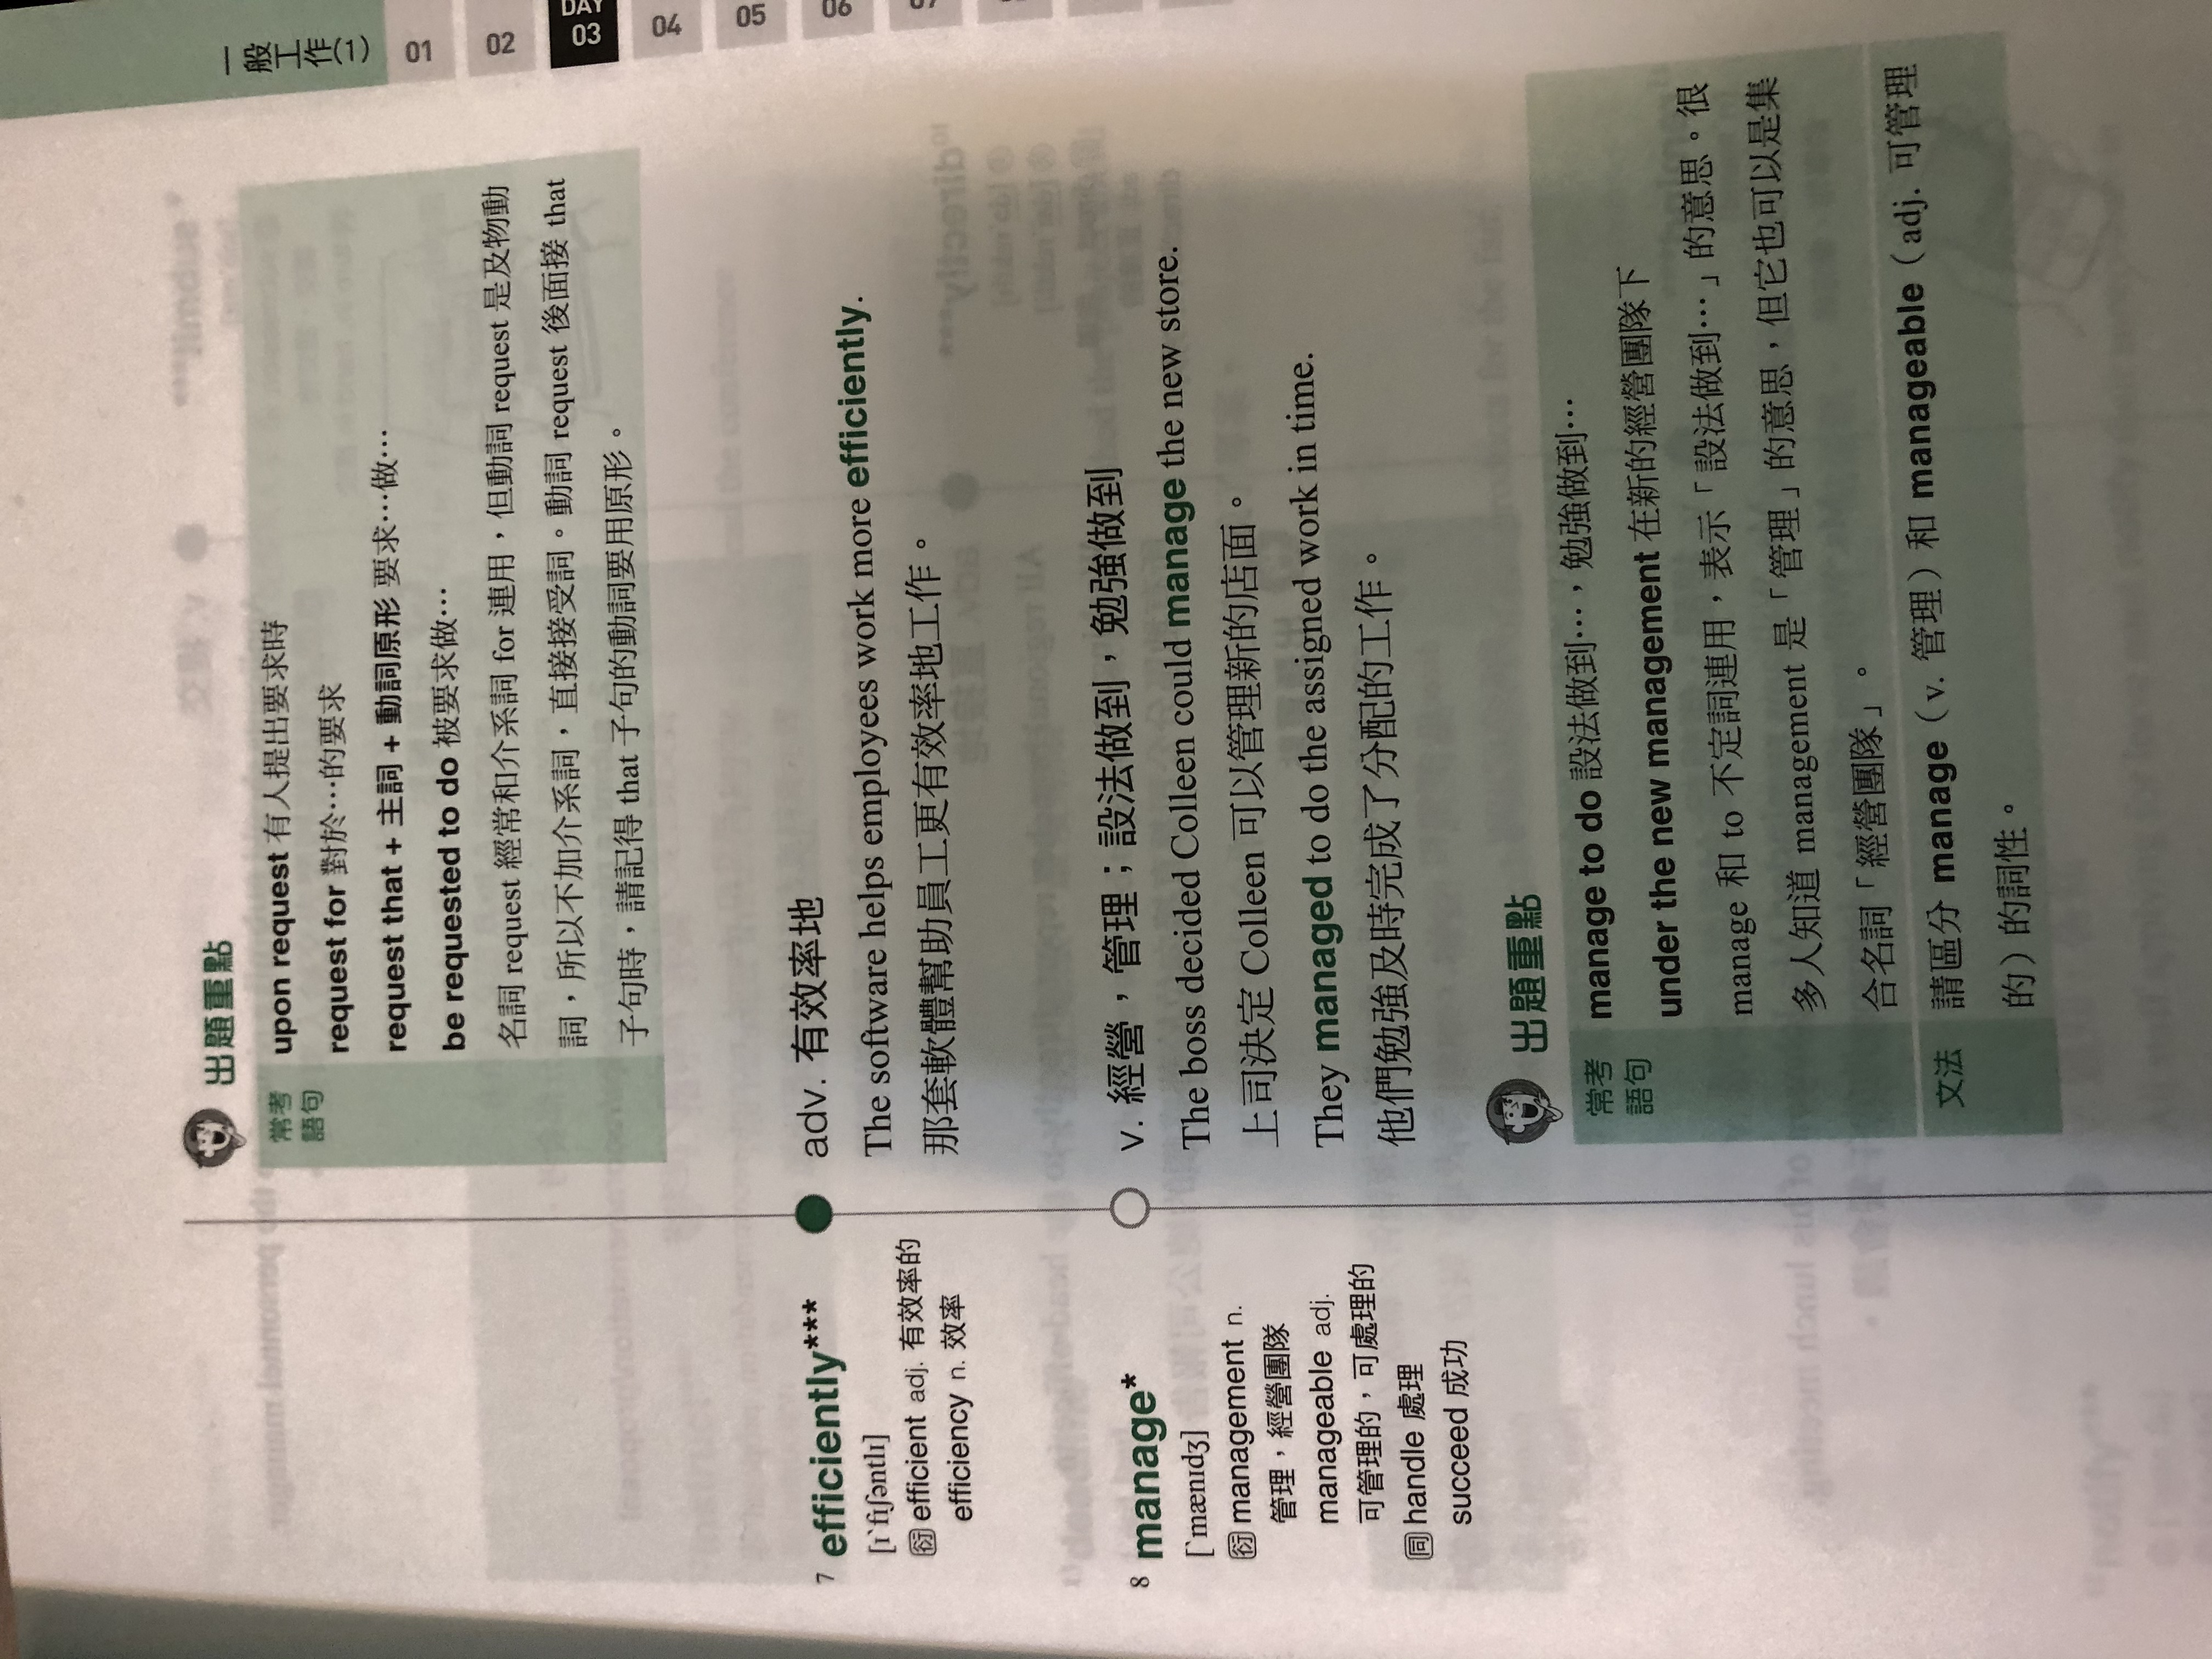 出題重點
常考
語句
upon request 有人提出要求時
request for 對於…的要求
request that + 主詞 + 動詞原形 要求…做…
be requested to do 被要求做…
名詞 request 經常和介系詞 for 連用，但動詞 request 是及物動
詞，所以不加介系詞，直接接受詞。動詞 request 後面接 that
子句時，請記得 that 子句的動詞要用原形。
7 efficiently***
[ɪˋfɪʃəntlɪ]
衍 efficient adj. 有效率的
efficiency n. 效率
adv. 有效率地
The software helps employees work more efficiently.
那套軟體幫助員工更有效率地工作。
8 manage*
[ˋmænɪdʒ]
衍 management n.
管理，經營團隊
manageable adj.
可管理的，可處理的
同 handle 處理
succeed 成功
v. 經營，管理；設法做到，勉強做到
The boss decided Colleen could manage the new store.
上司決定 Colleen 可以管理新的店面。
They managed to do the assigned work in time.
他們勉強及時完成了分配的工作。
出題重點
常考
語句
manage to do 設法做到…，勉強做到…
under the new management 在新的經營團隊下
manage 和 to 不定詞連用，表示「設法做到…」的意思。很
多人知道 management 是「管理」的意思，但它也可以是集
合名詞「經營團隊」。
文法
請區分 manage（v. 管理）和 manageable（adj. 可管理
的）的詞性。
一般工作(1)
01
02
DAY
03
04
05
06
07